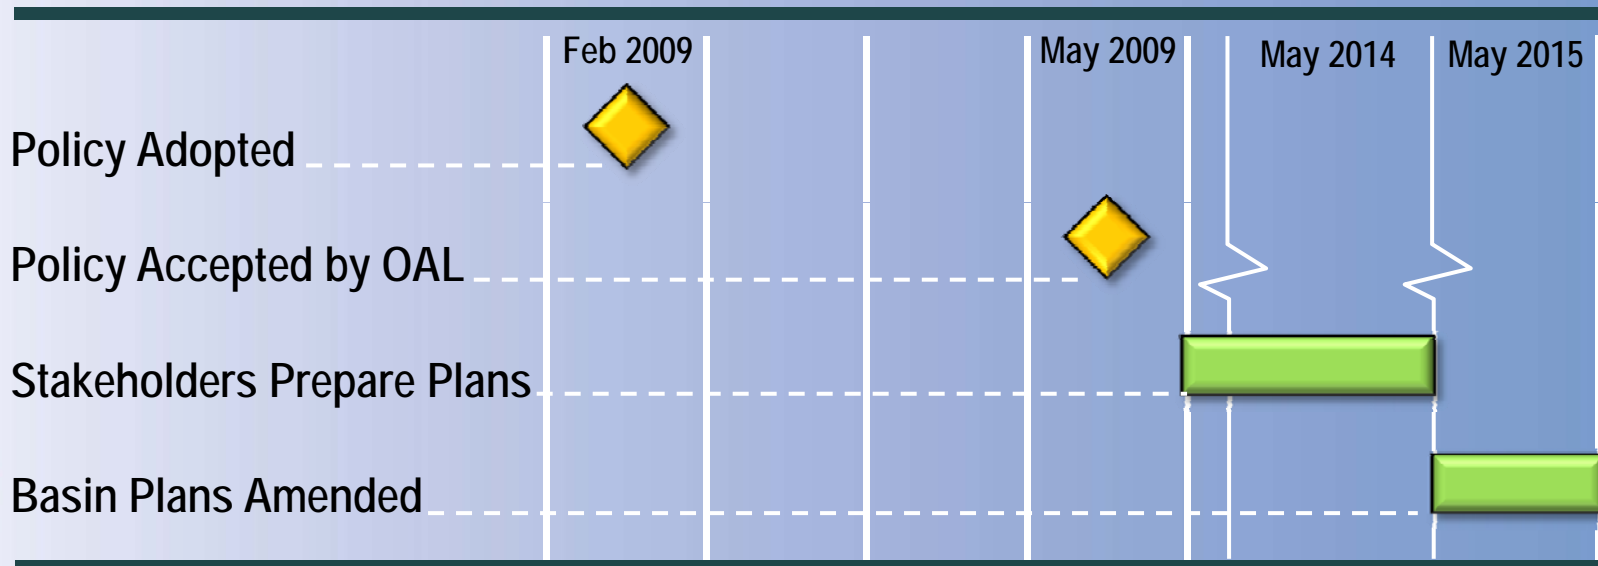 Feb 2009 May 2009 May 2014 May 2015
Policy Adopted
Policy Accepted by OAL
Stakeholders Prepare Plans
Basin Plans Amended